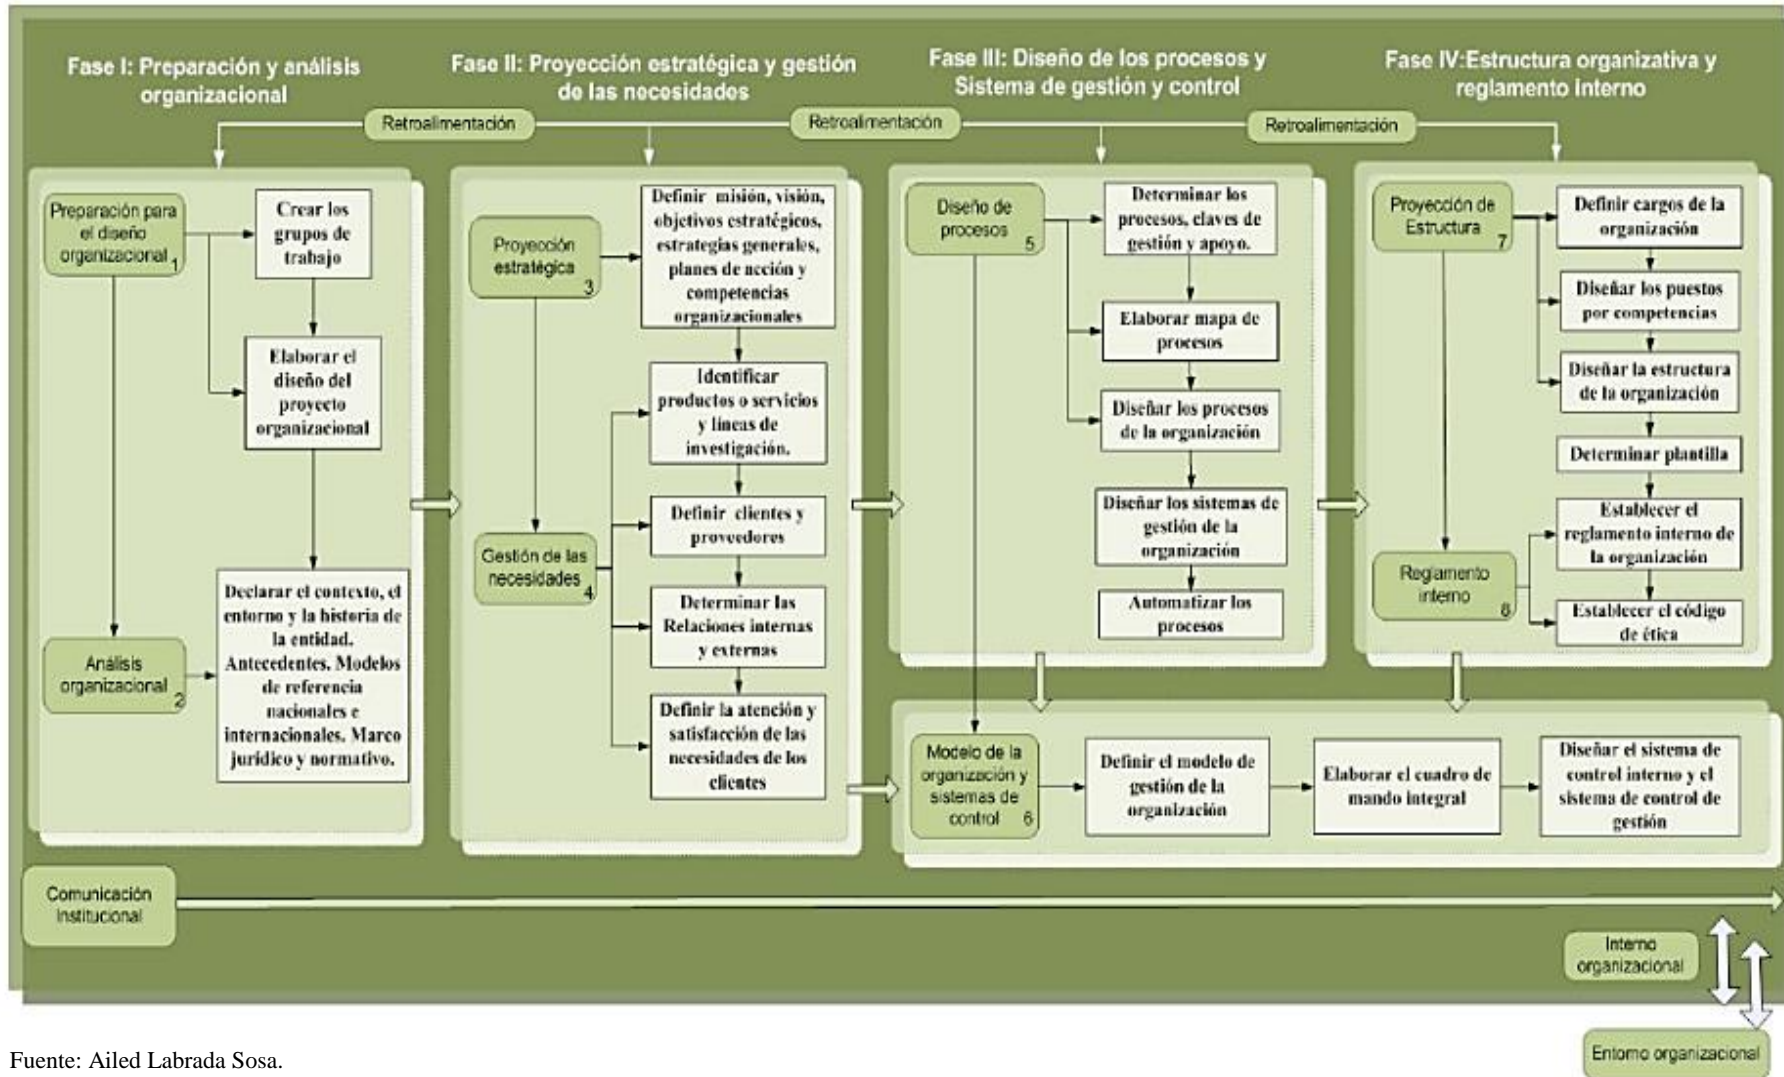 Fase I: Preparación y análisis
organizacional
Fase II: Proyección estratégica y gestión
de las necesidades
Fase III: Diseño de los procesos y
Sistema de gestión y control
Fase IV:Estructura organizativa y
reglamento interno
Retroalimentación
Retroalimentación
Retroalimentación
Preparación para
el diseño
organizacional 1
Crear los
grupos de
trabajo
Elaborar el
diseño del
proyecto
organizacional
Análisis
organizacional 2
Declarar el contexto, el
entorno y la historia de
la entidad.
Antecedentes. Modelos
de referencia
nacionales e
internacionales. Marco
jurídico y normativo.
Proyección
estratégica 3
Definir misión, visión,
objetivos estratégicos,
estrategias generales,
planes de acción y
competencias
organizacionales
Identificar
productos o servicios
y líneas de
investigación.
Gestión de las
necesidades 4
Definir clientes y
proveedores
Determinar las
Relaciones internas
y externas
Definir la atención y
satisfacción de las
necesidades de los
clientes
Diseño de
procesos 5
Determinar los
procesos, claves de
gestión y apoyo.
Elaborar mapa de
procesos
Diseñar los procesos
de la organización
Diseñar los sistemas de
gestión de la
organización
Automatizar los
procesos
Proyección de
Estructura 7
Definir cargos de la
organización
Diseñar los puestos
por competencias
Diseñar la estructura
de la organización
Determinar plantilla
Reglamento
interno 8
Establecer el
reglamento interno de
la organización
Establecer el código
de ética
Modelo de la
organización y
sistemas de
control 6
Definir el modelo de
gestión de la
organización
Elaborar el cuadro de
mando integral
Diseñar el sistema de
control interno y el
sistema de control de
gestión
Comunicación
Institucional
Interno
organizacional
Entorno organizacional
Fuente: Ailed Labrada Sosa.